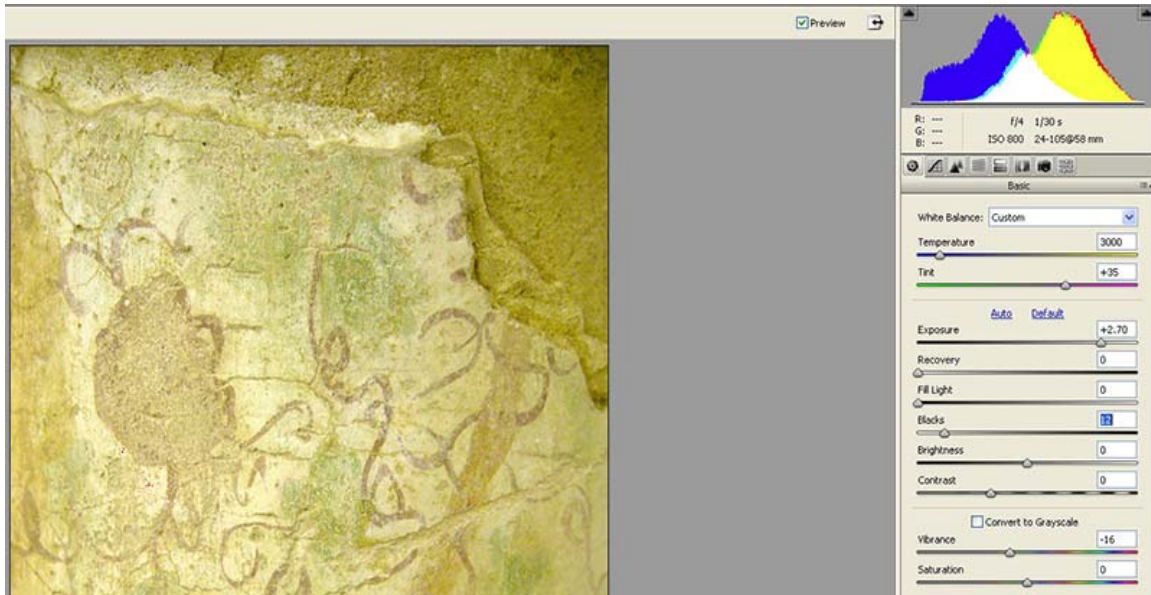 Preview
R: ---
G: ---
B: ---
f/4 1/30 s
ISO 800 24-105@58 mm
Basic
White Balance: Custom
Temperature 3000
Tint +35
Auto Default
Exposure +2.70
Recovery 0
Fill Light 0
Blacks 12
Brightness 0
Contrast 0
Convert to Grayscale
Vibrance -16
Saturation 0